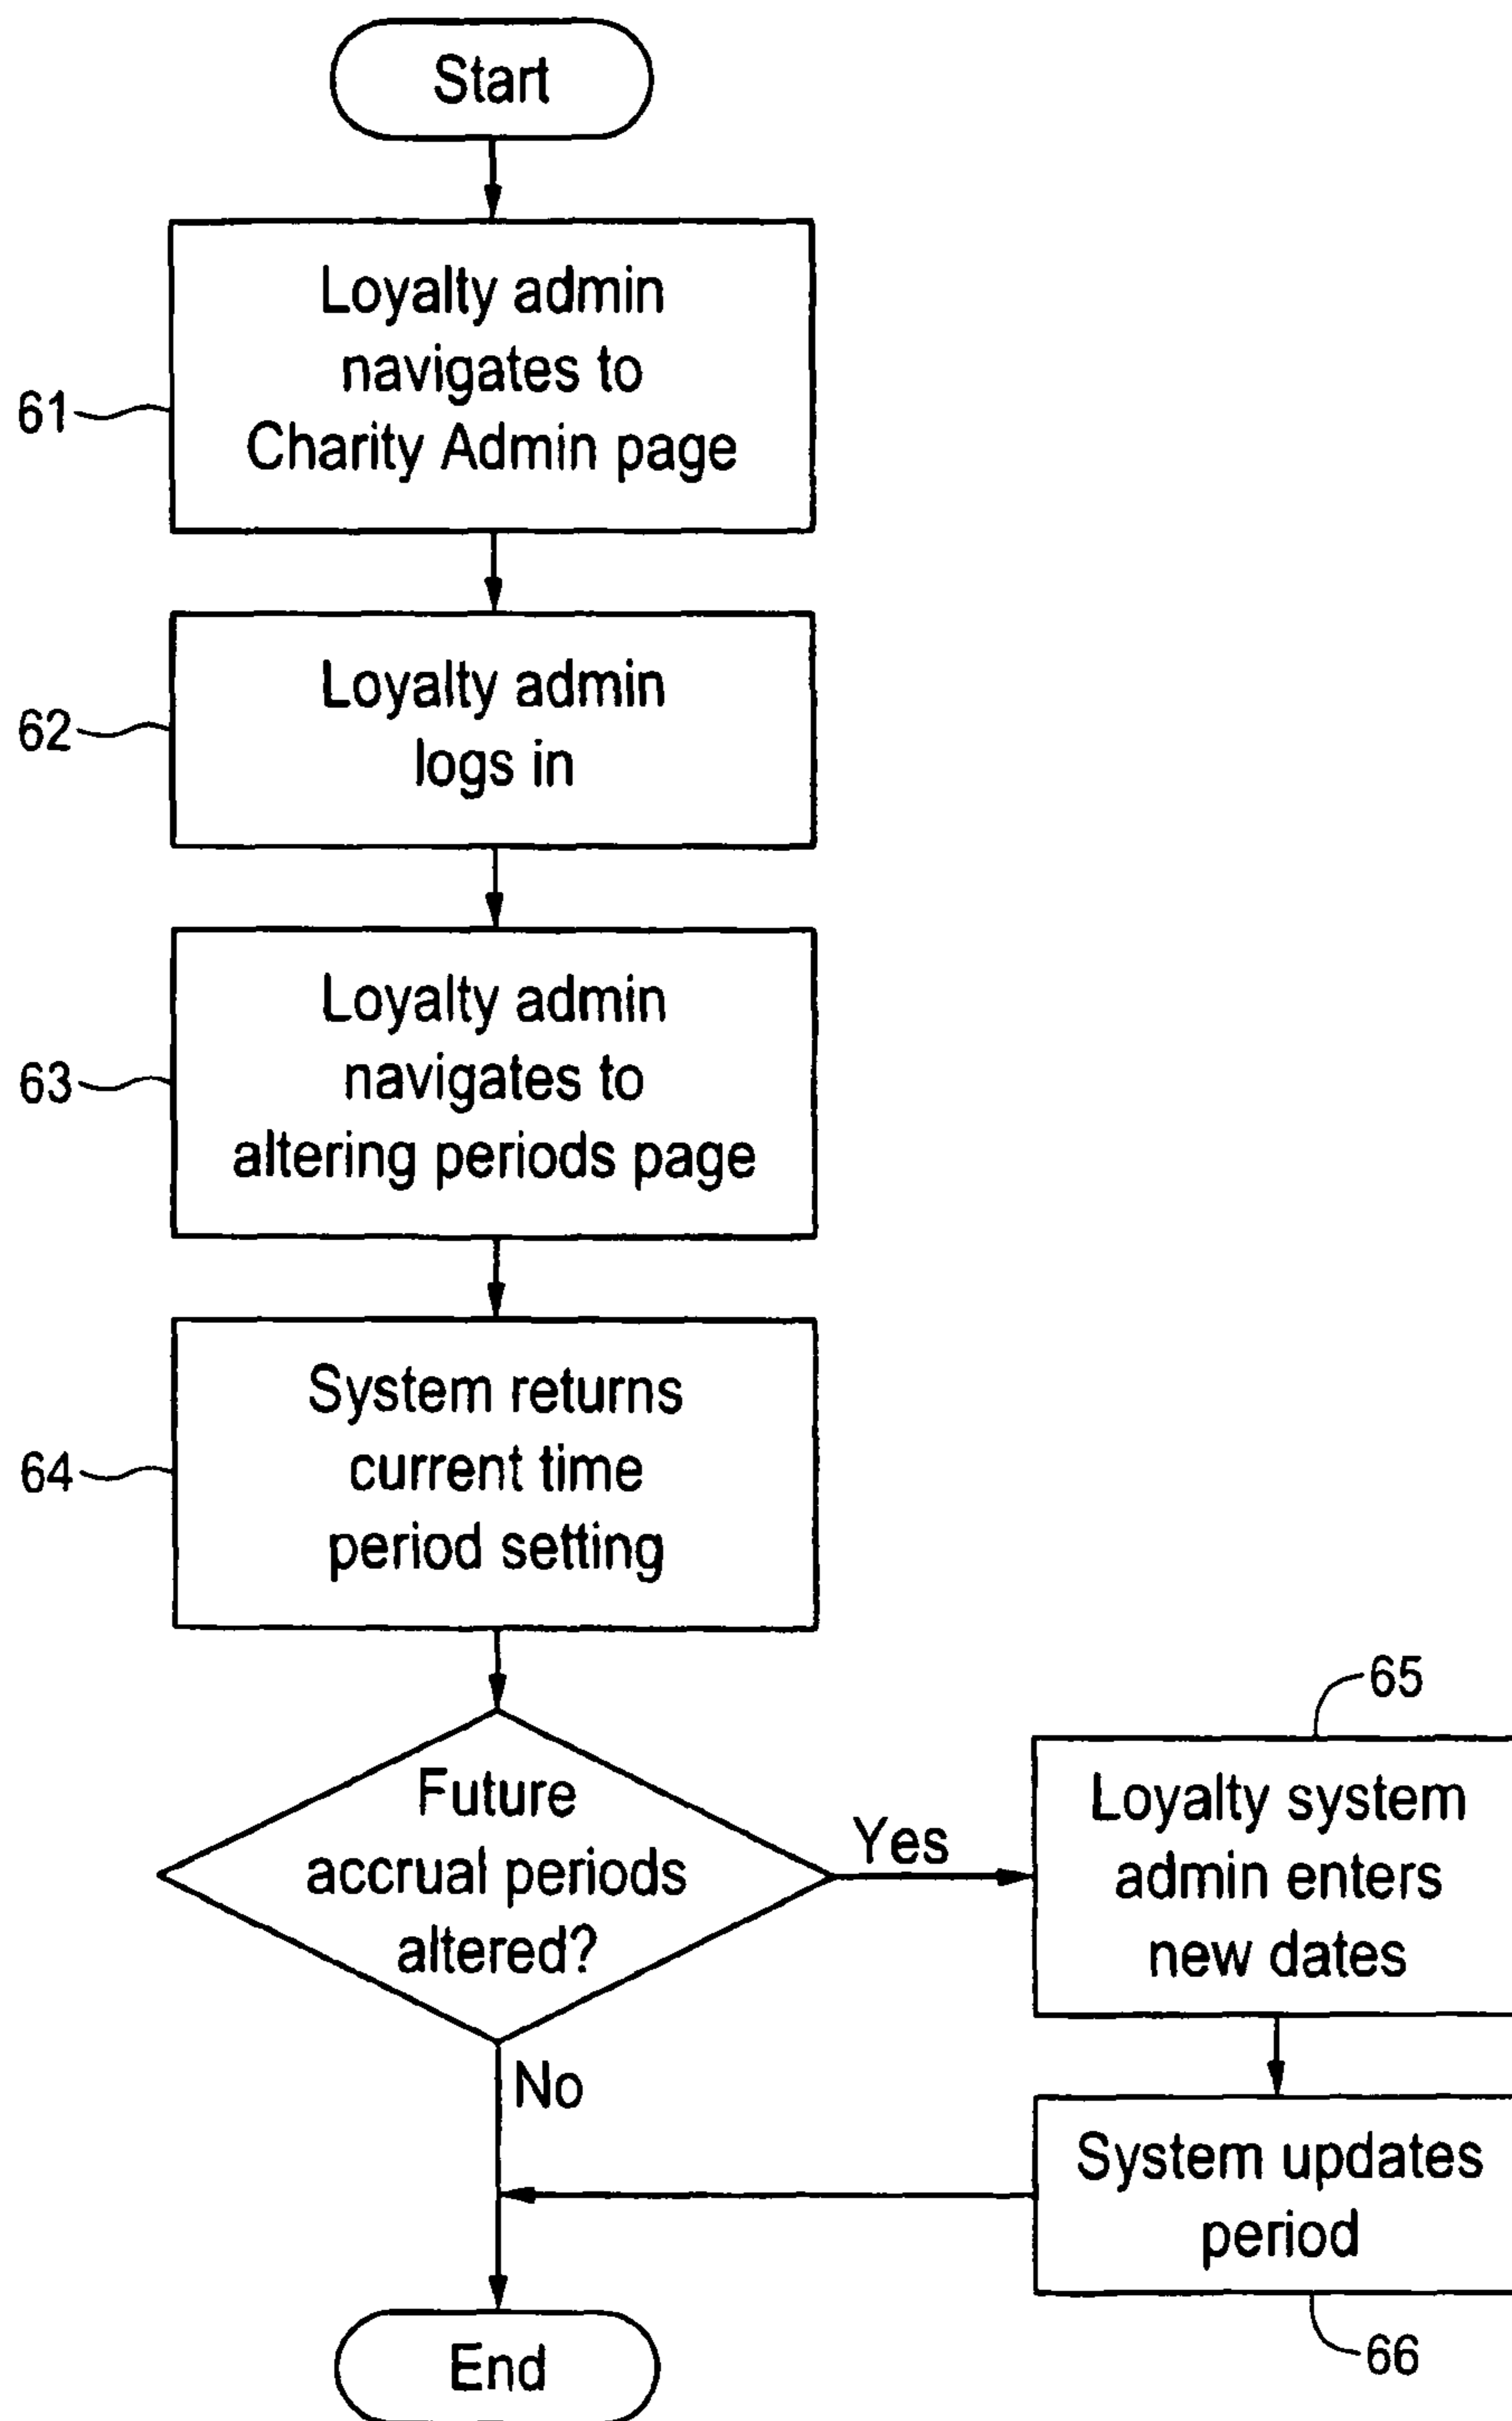 Start
Loyalty admin
navigates to
Charity Admin page
61
Loyalty admin
logs in
62
Loyalty admin
navigates to
altering periods page
63
System returns
current time
period setting
64
Future
accrual periods
altered?
Yes
No
65
Loyalty system
admin enters
new dates
System updates
period
66
End